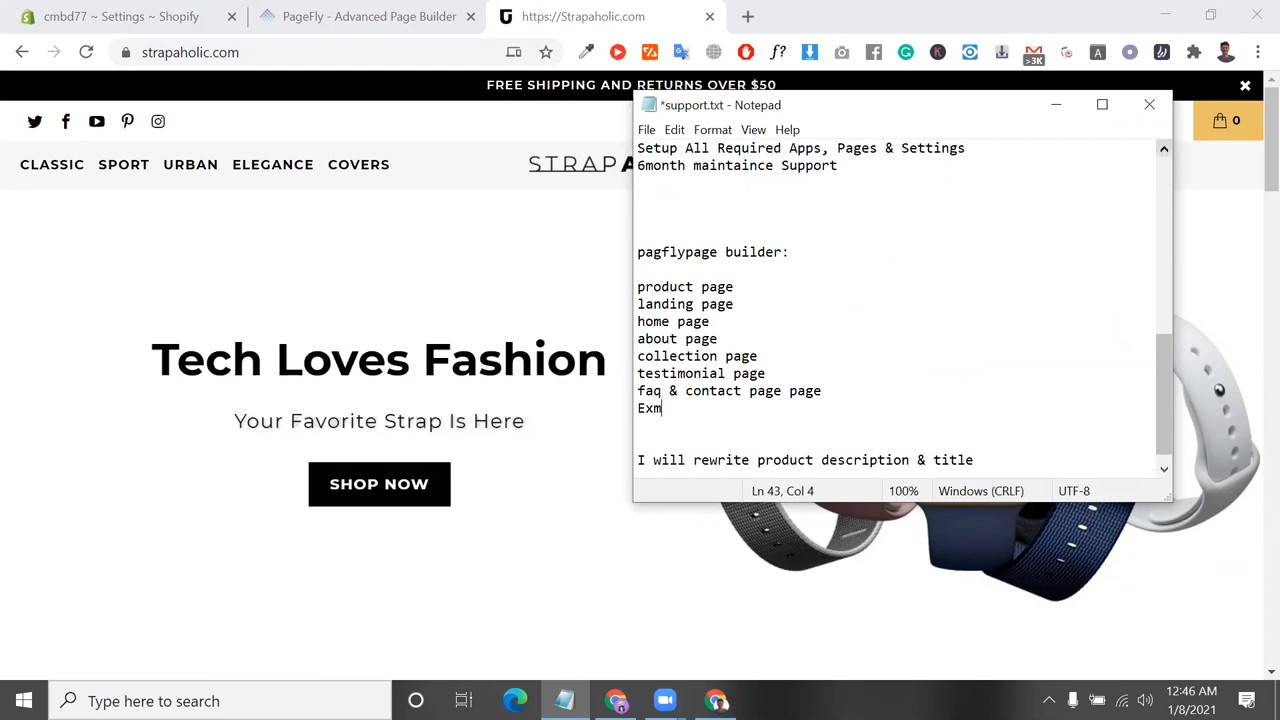 cmbd77 ~ Settings ~ Shopify
PageFly - Advanced Page Builder
https://Strapaholic.com
strapaholic.com
f?
>3K
A
FREE SHIPPING AND RETURNS OVER $50
0
CLASSIC SPORT URBAN ELEGANCE COVERS
STRAPA
Tech Loves Fashion
Your Favorite Strap Is Here
SHOP NOW
*support.txt - Notepad
File Edit Format View Help
Setup All Required Apps, Pages & Settings
6month maintaince Support
pagflypage builder:
product page
landing page
home page
about page
collection page
testimonial page
faq & contact page page
Exm
I will rewrite product description & title
Ln 43, Col 4 100% Windows (CRLF) UTF-8
Type here to search
12:46 AM
1/8/2021